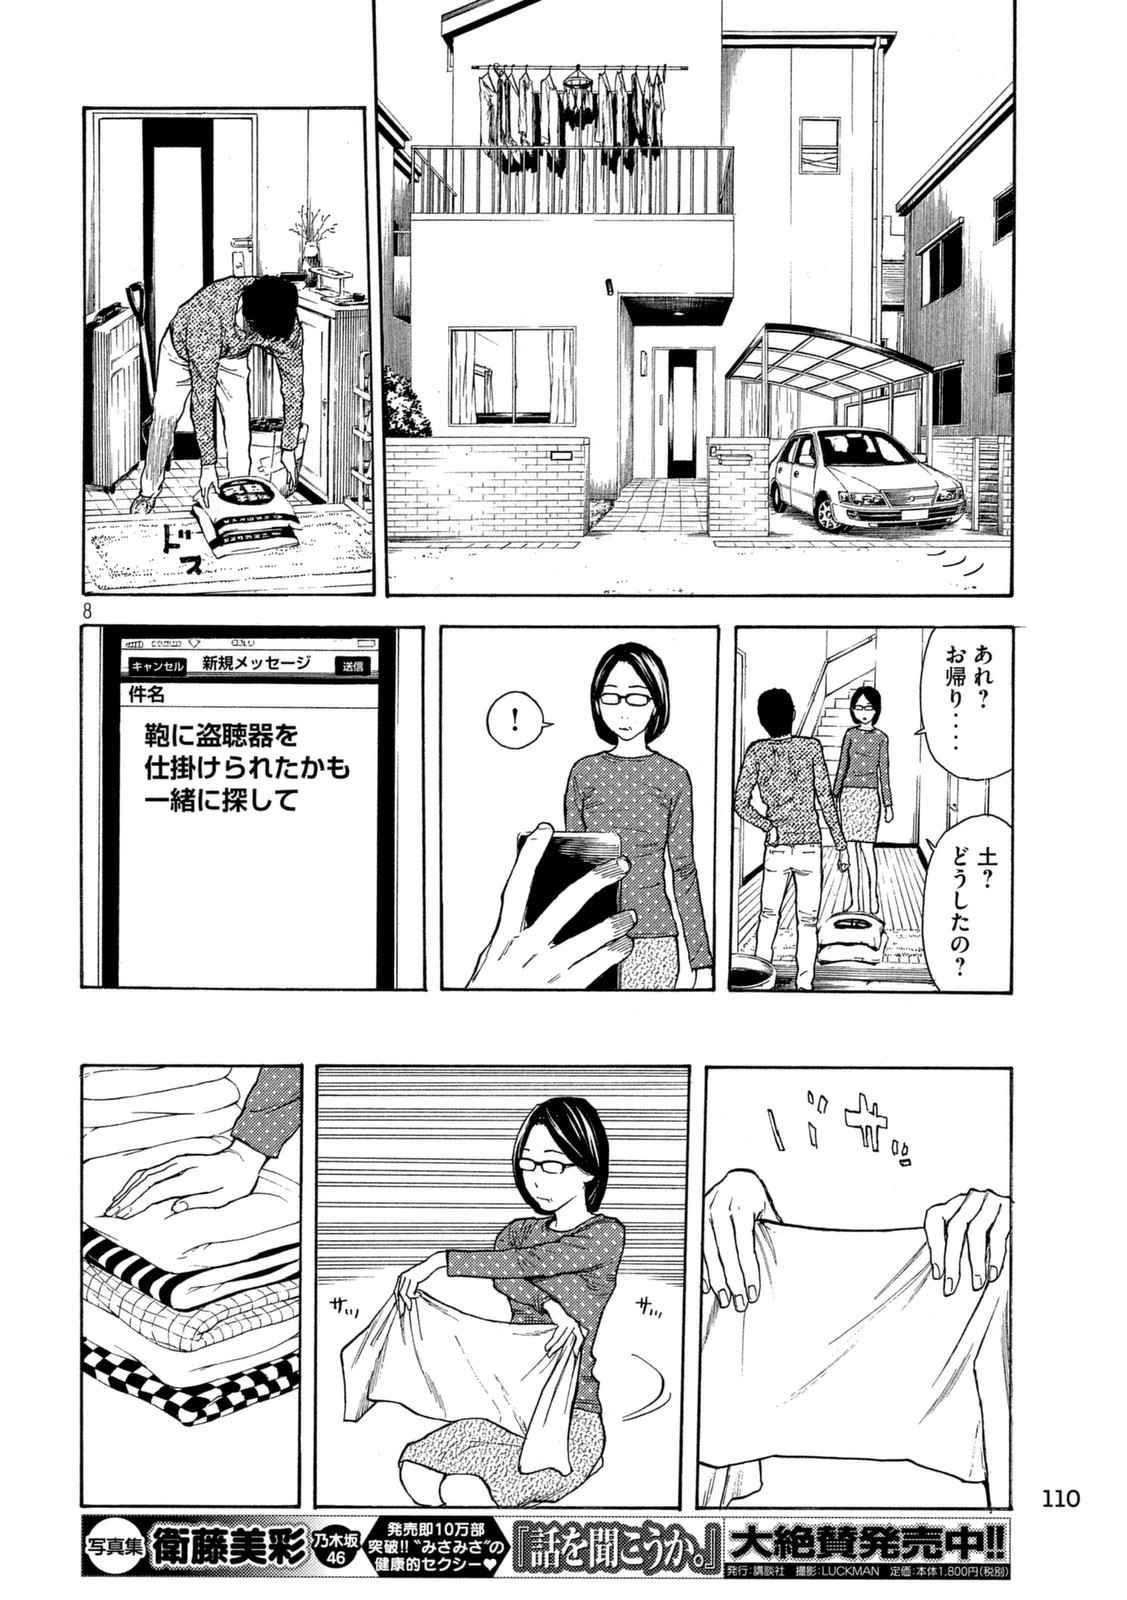 ドス
8
あれ?
お帰り‥‥
土?
どうしたの?
!
キャンセル 新規メッセージ 送信
件名
鞄に盗聴器を
仕掛けられたかも
一緒に探して
バサッ
サッ
サッ
110
写真集 衛藤美彩 乃木坂46
発売即10万部
突破!!"みさみさ"の
健康的セクシー♥
『話を聞こうか。』
大絶賛発売中!!
発行:講談社 撮影:LUCKMAN 定価:本体1,800円(税別)